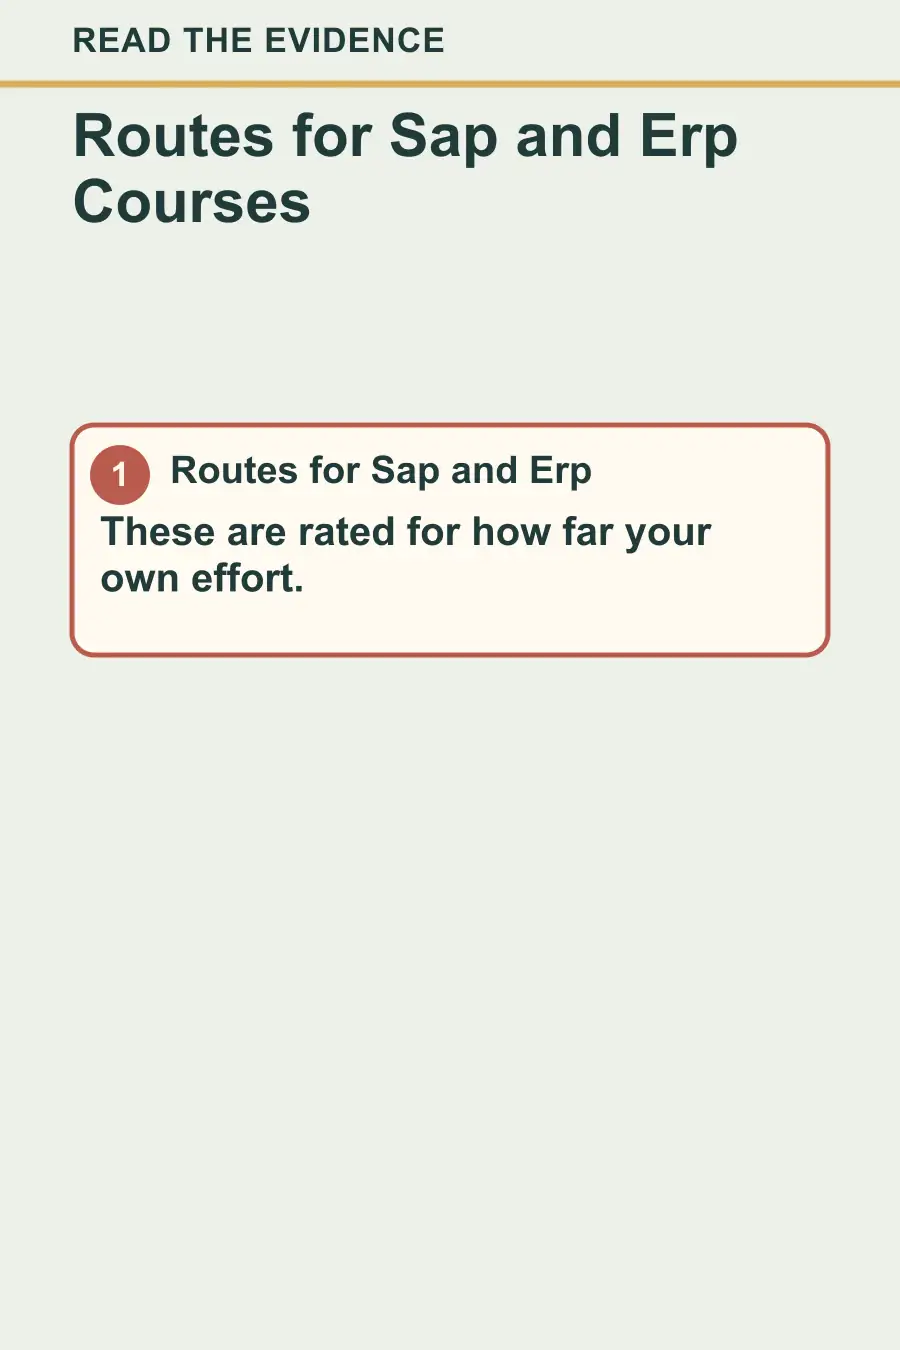 READ THE EVIDENCE
Routes for Sap and Erp
Courses
1 Routes for Sap and Erp
These are rated for how far your
own effort.